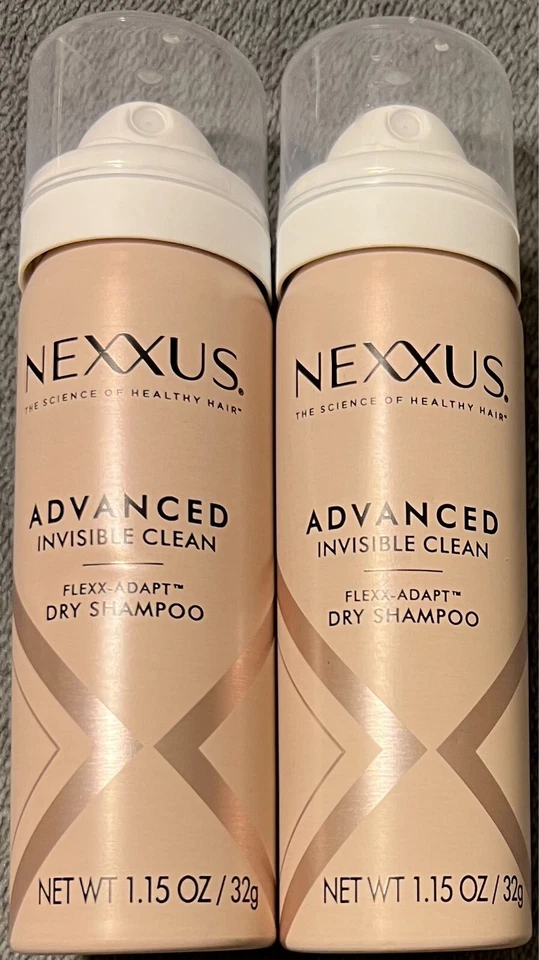 NEXXUS®
THE SCIENCE OF HEALTHY HAIR™
ADVANCED
INVISIBLE CLEAN
FLEXX-ADAPT™
DRY SHAMPOO
NET WT 1.15 OZ / 32g
NEXXUS®
THE SCIENCE OF HEALTHY HAIR™
ADVANCED
INVISIBLE CLEAN
FLEXX-ADAPT™
DRY SHAMPOO
NET WT 1.15 OZ / 32g